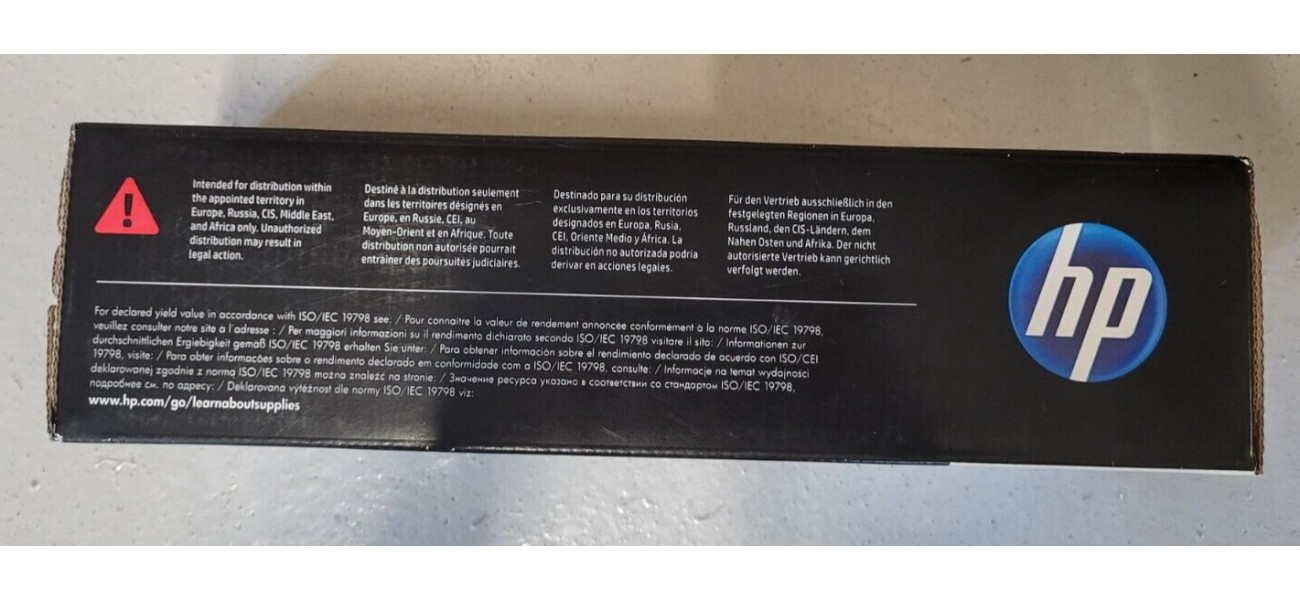 Intended for distribution within
the appointed territory in
Europe, Russia, CIS, Middle East,
and Africa only. Unauthorized
distribution may result in
legal action.
Destiné à la distribution seulement
dans les territoires désignés en
Europe, en Russie, CEI, au
Moyen-Orient et en Afrique. Toute
distribution non autorisée pourrait
entraîner des poursuites judiciaires.
Destinado para su distribución
exclusivamente en los territorios
designados en Europa, Rusia,
CEI, Oriente Medio y África. La
distribución no autorizada podría
derivar en acciones legales.
Für den Vertrieb ausschließlich in den
festgelegten Regionen in Europa,
Russland, den CIS-Ländern, dem
Nahen Osten und Afrika. Der nicht
autorisierte Vertrieb kann gerichtlich
verfolgt werden.
For declared yield value in accordance with ISO/IEC 19798 see: / Pour connaître la valeur de rendement annoncée conformément à la norme ISO/IEC 19798,
veuillez consulter notre site à l'adresse : / Per maggiori informazioni su il rendimento dichiarato secondo ISO/IEC 19798 visitare il sito: / Informationen zur
durchschnittlichen Ergiebigkeit gemäß ISO/IEC 19798 erhalten Sie unter: / Para obtener información sobre el rendimiento declarado de acuerdo con ISO/CEI
19798, visite: / Para obter informações sobre o rendimento declarado em conformidade com a ISO/IEC 19798, consulte: / Informacje na temat wydajności
deklarowanej zgodnie z normą ISO/IEC 19798 można znaleźć na stronie: / Значение ресурса указано в соответствии со стандартом ISO/IEC 19798,
подробнее см. по адресу: / Deklarovaná výtěžnost dle normy ISO/IEC 19798 viz:
www.hp.com/go/learnaboutsupplies
hp